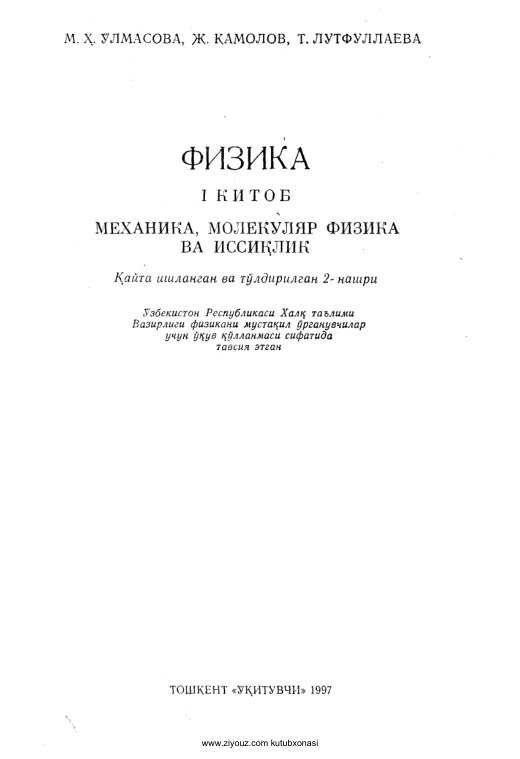 М. Ҳ. ЎЛМАСОВА, Ж. КАМОЛОВ, Т. ЛУТФУЛЛАЕВА
ФИЗИКА
I КИТОБ
МЕХАНИКА, МОЛЕКУЛЯР ФИЗИКА
ВА ИССИҚЛИК
Қайта ишланган ва тўлдирилган 2- нашри
Ўзбекистон Республикаси Халқ таълими
Вазирлиги физикани мустақил ўрганувчилар
учун ўқув қўлланмаси сифатида
тавсия этган
ТОШКЕНТ «ЎҚИТУВЧИ» 1997
www.ziyouz.com kutubxonasi